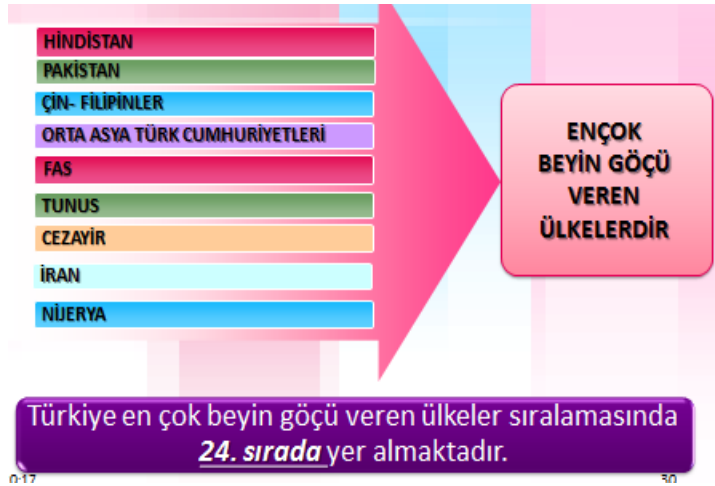 HİNDİSTAN
PAKİSTAN
ÇİN- FİLİPİNLER
ORTA ASYA TÜRK CUMHURİYETLERİ
FAS
TUNUS
CEZAYİR
İRAN
NİJERYA
ENÇOK
BEYİN GÖÇÜ
VEREN
ÜLKELERDİR
Türkiye en çok beyin göçü veren ülkeler sıralamasında
24. sırada yer almaktadır.
0:17
30